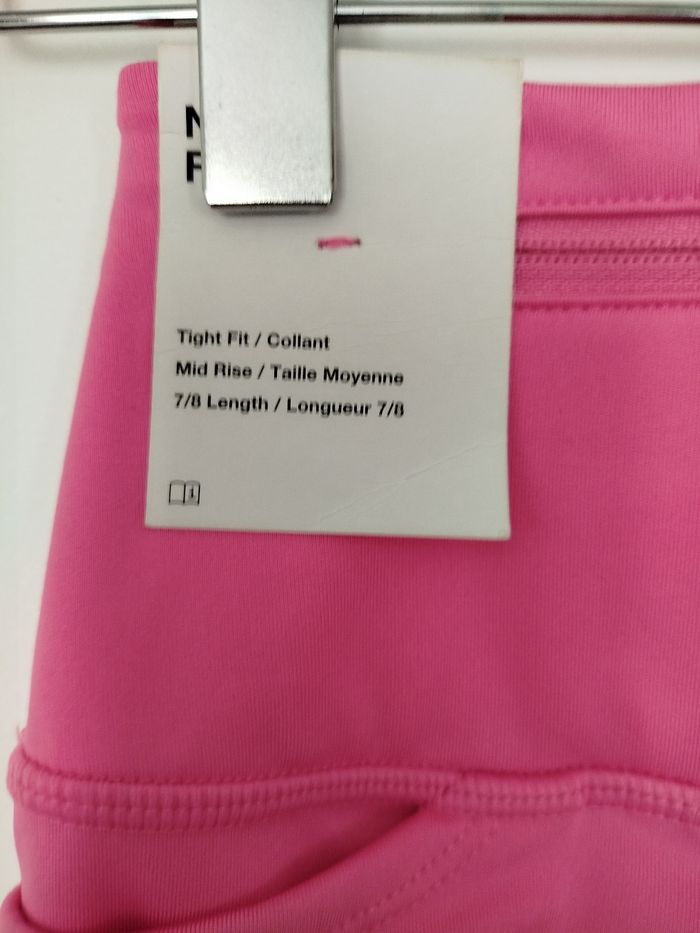 Tight Fit / Collant
Mid Rise / Taille Moyenne
7/8 Length / Longueur 7/8